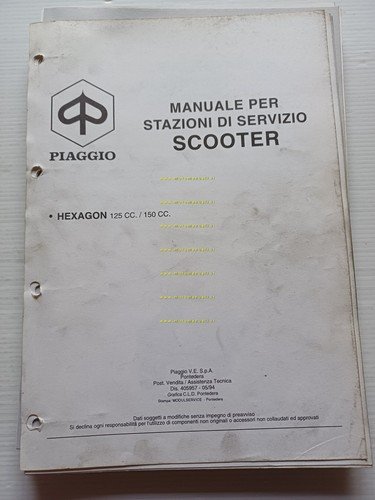 MANUALE PER
STAZIONI DI SERVIZIO
SCOOTER
PIAGGIO
• HEXAGON 125 CC. / 150 CC.
Piaggio V.E. S.p.A.
Pontedera
Post. Vendita / Assistenza Tecnica
Dis. 405957 - 05/94
Grafica C.L.D. Pontedera
Stampa: MODULSERVICE - Pontedera
Dati soggetti a modifiche senza impegno di preavviso
Si declina ogni responsabilità per l'utilizzo di componenti non originali o accessori non collaudati ed approvati